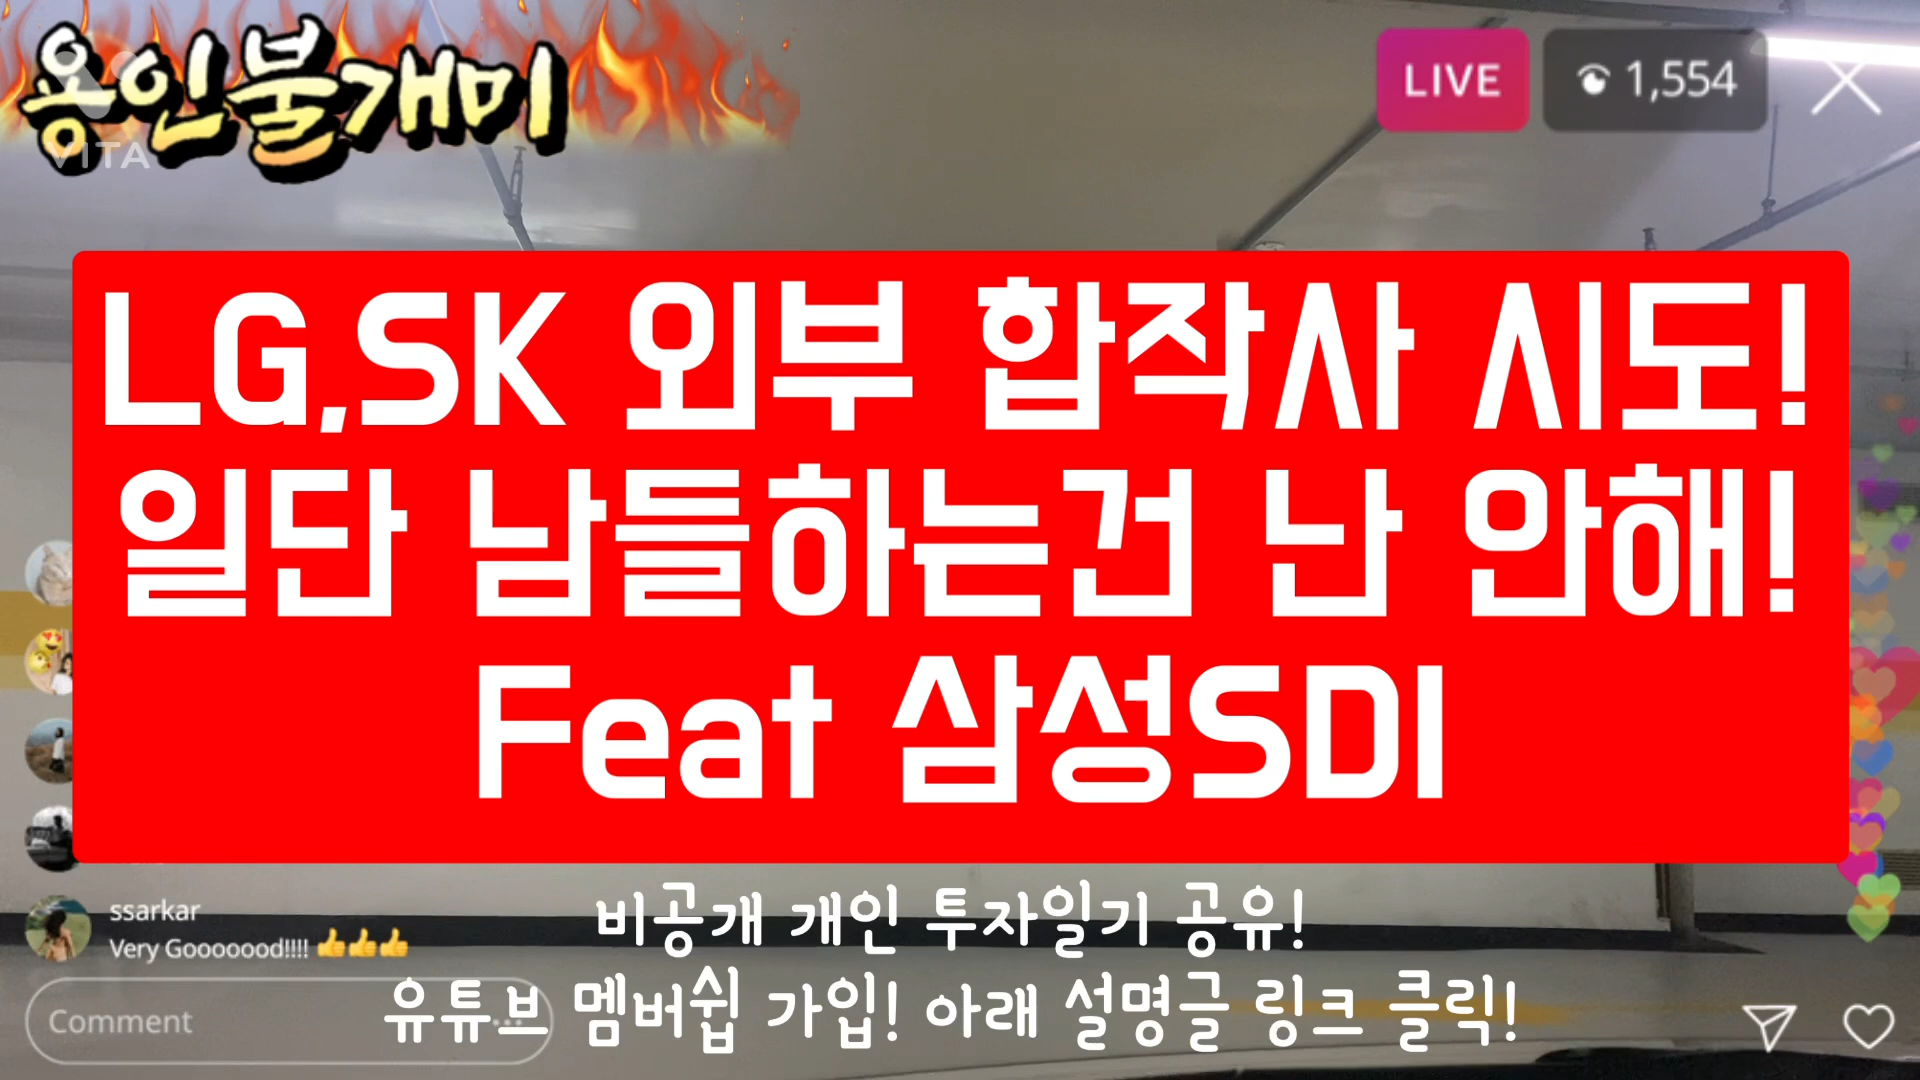 용인불개미
VITA
LIVE
1,554
LG,SK 외부 합작사 시도!
일단 남들하는건 난 안해!
Feat 삼성SDI
ssarkar
Very Gooooood!!!! 👍👍👍
비공개 개인 투자일기 공유!
Comment
유튜브 멤버쉽 가입! 아래 설명글 링크 클릭!